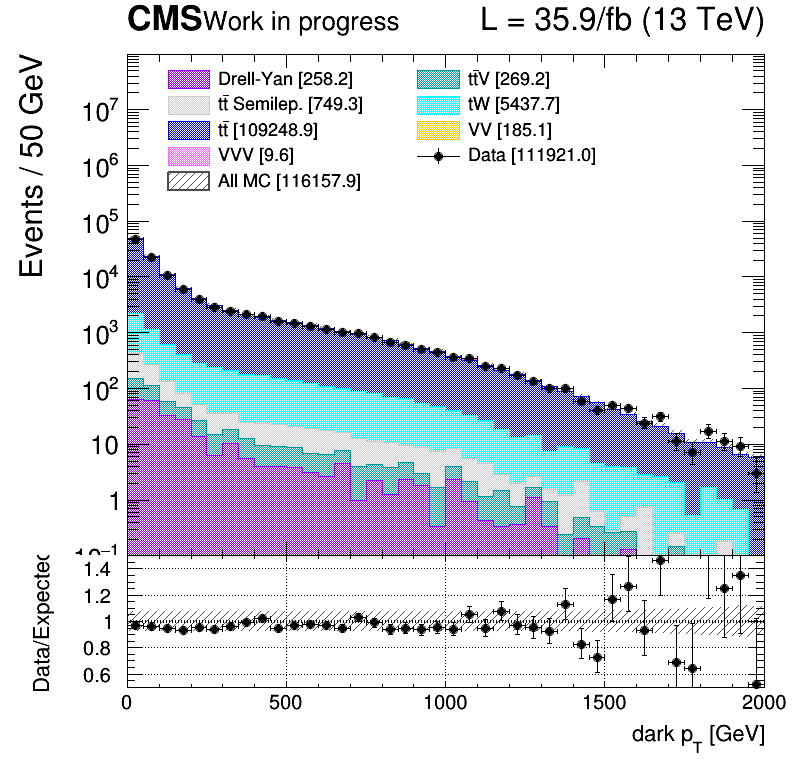 CMS Work in progress L = 35.9/fb (13 TeV)
Events / 50 GeV
Drell-Yan [258.2]
tt̄ Semilep. [749.3]
tt̄ [109248.9]
VVV [9.6]
All MC [116157.9]
tt̄V [269.2]
tW [5437.7]
VV [185.1]
Data [111921.0]
10⁷
10⁶
10⁵
10⁴
10³
10²
10
1
10⁻¹
Data/Expected
1.4
1.2
1
0.8
0.6
0 500 1000 1500 2000
dark p_T [GeV]